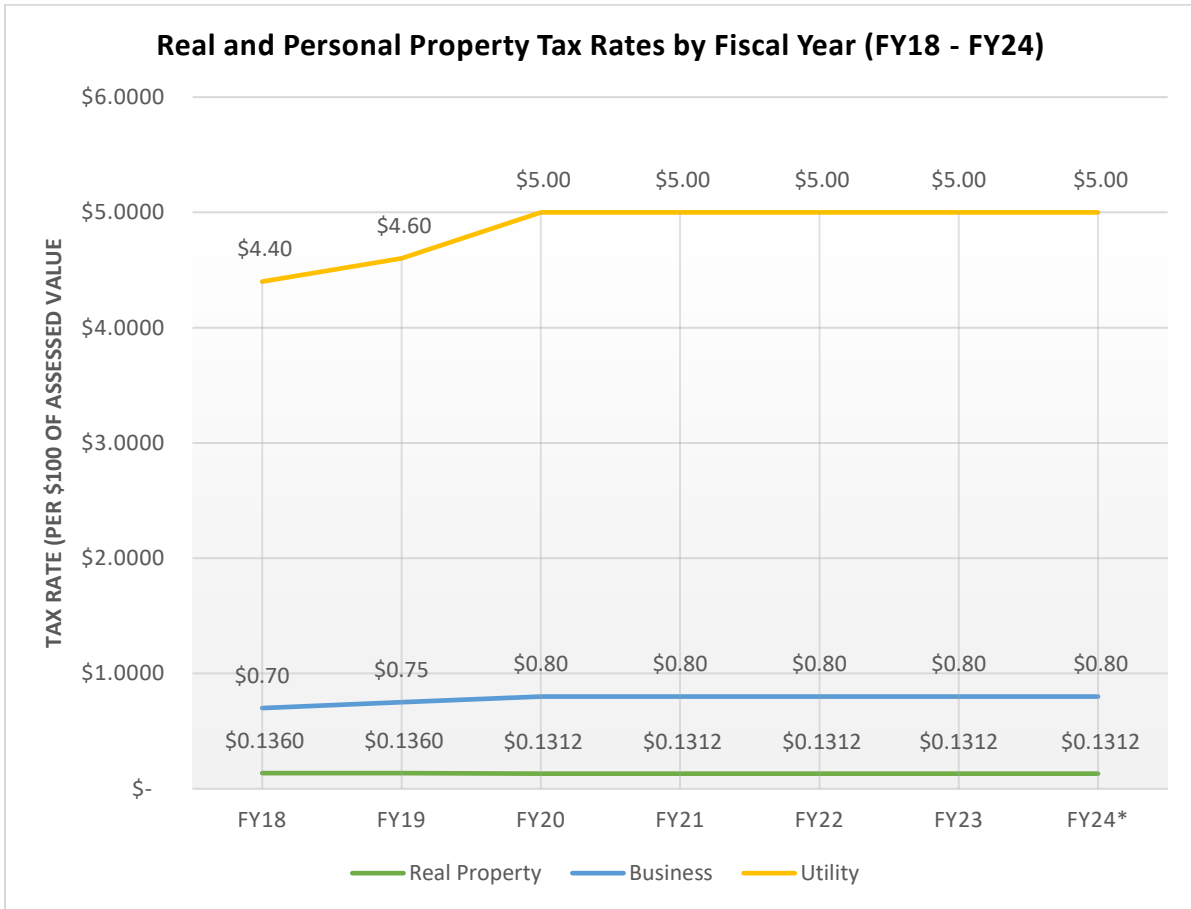 Real and Personal Property Tax Rates by Fiscal Year (FY18 - FY24)
TAX RATE (PER $100 OF ASSESSED VALUE
$6.0000
$5.0000
$4.0000
$3.0000
$2.0000
$1.0000
$-
$4.40
$4.60
$5.00
$5.00
$5.00
$5.00
$5.00
$0.70
$0.75
$0.80
$0.80
$0.80
$0.80
$0.80
$0.1360
$0.1360
$0.1312
$0.1312
$0.1312
$0.1312
$0.1312
FY18
FY19
FY20
FY21
FY22
FY23
FY24*
Real Property
Business
Utility